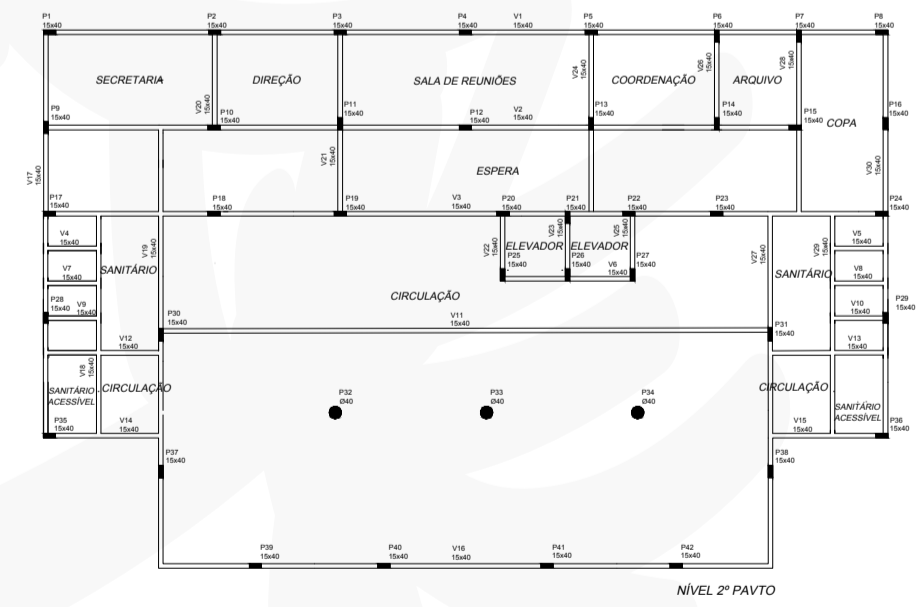 P1
15x40
P2
15x40
P3
15x40
P4
15x40
V1
15x40
P5
15x40
P6
15x40
P7
15x40
P8
15x40
SECRETARIA
DIREÇÃO
SALA DE REUNIÕES
COORDENAÇÃO
ARQUIVO
COPA
V20
15x40
V24
15x40
V26
15x40
V28
15x40
P9
15x40
P10
15x40
P11
15x40
P12
15x40
V2
15x40
P13
15x40
P14
15x40
P15
15x40
P16
15x40
V17
15x40
V21
15x40
ESPERA
V30
15x40
P17
15x40
P18
15x40
P19
15x40
V3
15x40
P20
15x40
P21
15x40
P22
15x40
P23
15x40
P24
15x40
V4
15x40
V19
15x40
V22
15x40
V23
15x40
V25
15x40
V27
15x40
V29
15x40
V5
15x40
ELEVADOR
ELEVADOR
P25
15x40
P26
15x40
V6
15x40
P27
15x40
V7
15x40
SANITÁRIO
SANITÁRIO
V8
15x40
CIRCULAÇÃO
P28
15x40
V9
15x40
V10
15x40
P29
15x40
P30
15x40
V11
15x40
P31
15x40
V12
15x40
V13
15x40
V18
15x40
SANITÁRIO
ACESSÍVEL
CIRCULAÇÃO
P32
Ø40
P33
Ø40
P34
Ø40
CIRCULAÇÃO
SANITÁRIO
ACESSÍVEL
P35
15x40
V14
15x40
V15
15x40
P36
15x40
P37
15x40
P38
15x40
P39
15x40
P40
15x40
V16
15x40
P41
15x40
P42
15x40
NÍVEL 2º PAVTO